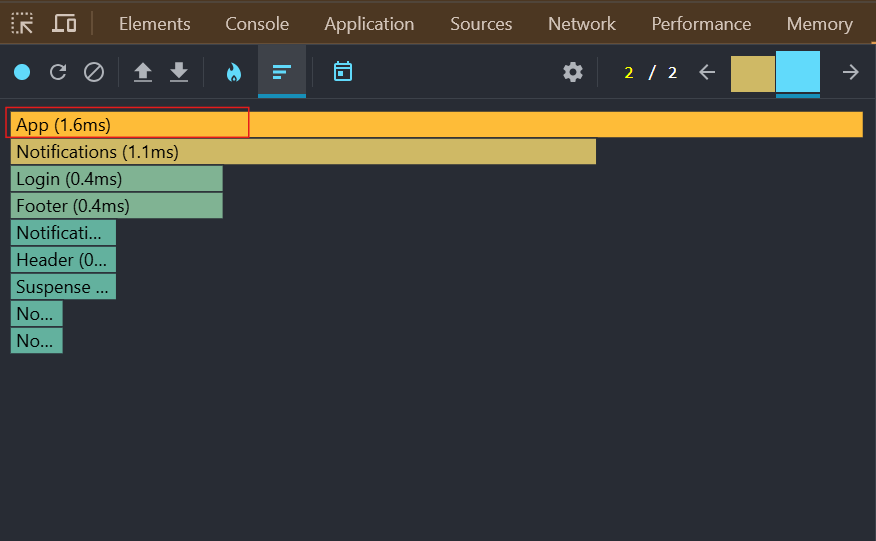 Elements Console Application Sources Network Performance Memory
2 / 2
App (1.6ms)
Notifications (1.1ms)
Login (0.4ms)
Footer (0.4ms)
Notificati...
Header (0...
Suspense ...
No...
No...